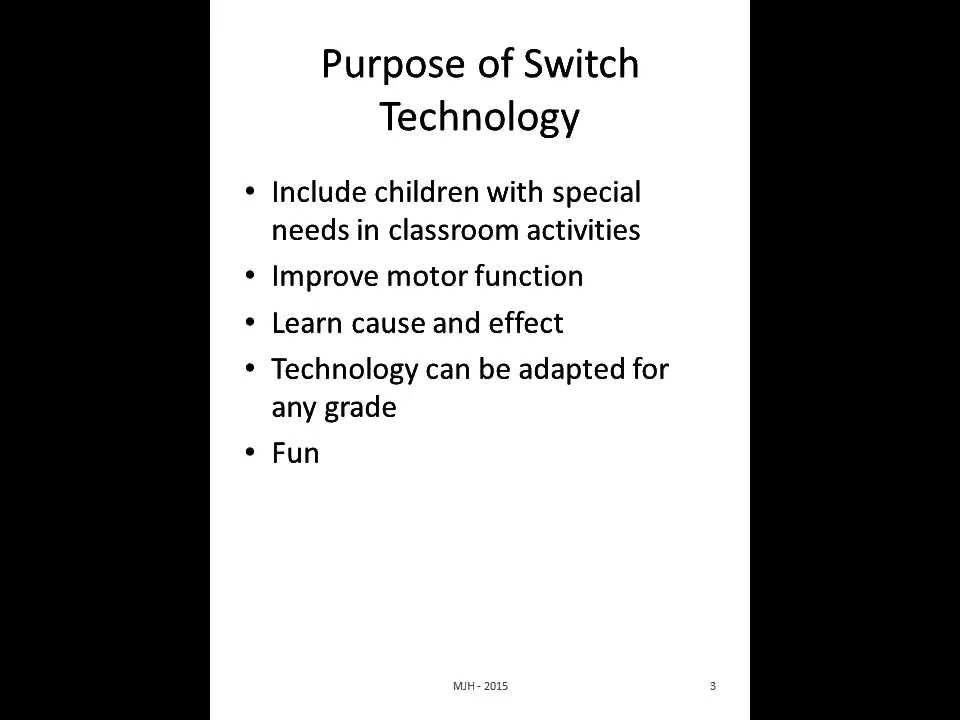 Purpose of Switch
Technology
• Include children with special
needs in classroom activities
• Improve motor function
• Learn cause and effect
• Technology can be adapted for
any grade
• Fun
MJH - 2015
3